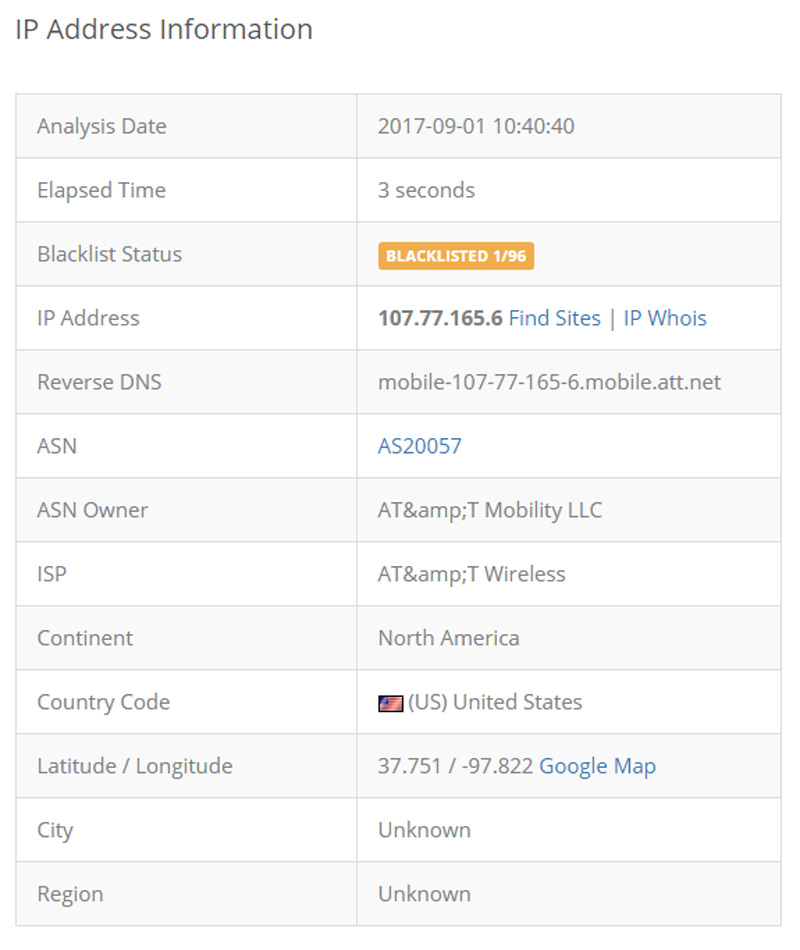 IP Address Information
Analysis Date 2017-09-01 10:40:40
Elapsed Time 3 seconds
Blacklist Status BLACKLISTED 1/96
IP Address 107.77.165.6 Find Sites | IP Whois
Reverse DNS mobile-107-77-165-6.mobile.att.net
ASN AS20057
ASN Owner AT&amp;T Mobility LLC
ISP AT&amp;T Wireless
Continent North America
Country Code (US) United States
Latitude / Longitude 37.751 / -97.822 Google Map
City Unknown
Region Unknown